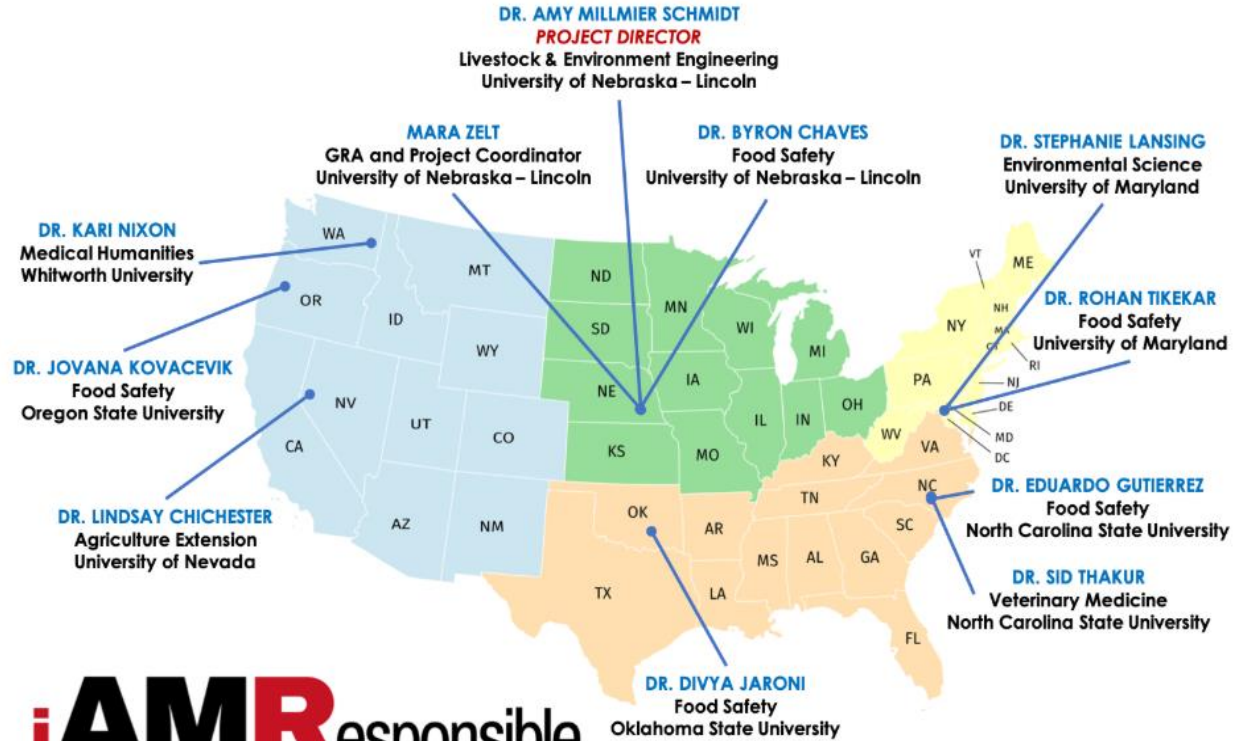 DR. AMY MILLMIER SCHMIDT
PROJECT DIRECTOR
Livestock & Environment Engineering
University of Nebraska – Lincoln
MARA ZELT
GRA and Project Coordinator
University of Nebraska – Lincoln
DR. BYRON CHAVES
Food Safety
University of Nebraska – Lincoln
DR. STEPHANIE LANSING
Environmental Science
University of Maryland
DR. KARI NIXON
Medical Humanities
Whitworth University
DR. ROHAN TIKEKAR
Food Safety
University of Maryland
DR. JOVANA KOVACEVIK
Food Safety
Oregon State University
DR. LINDSAY CHICHESTER
Agriculture Extension
University of Nevada
DR. EDUARDO GUTIERREZ
Food Safety
North Carolina State University
DR. SID THAKUR
Veterinary Medicine
North Carolina State University
DR. DIVYA JARONI
Food Safety
Oklahoma State University
WA
OR
ID
MT
WY
NV
CA
UT
CO
AZ
NM
ND
SD
NE
KS
MN
IA
MO
WI
MI
IL
IN
OH
VT
ME
NH
MA
CT
RI
NY
PA
NJ
DE
MD
DC
WV
VA
KY
NC
TN
SC
OK
AR
TX
LA
MS
AL
GA
FL
iAMResponsible